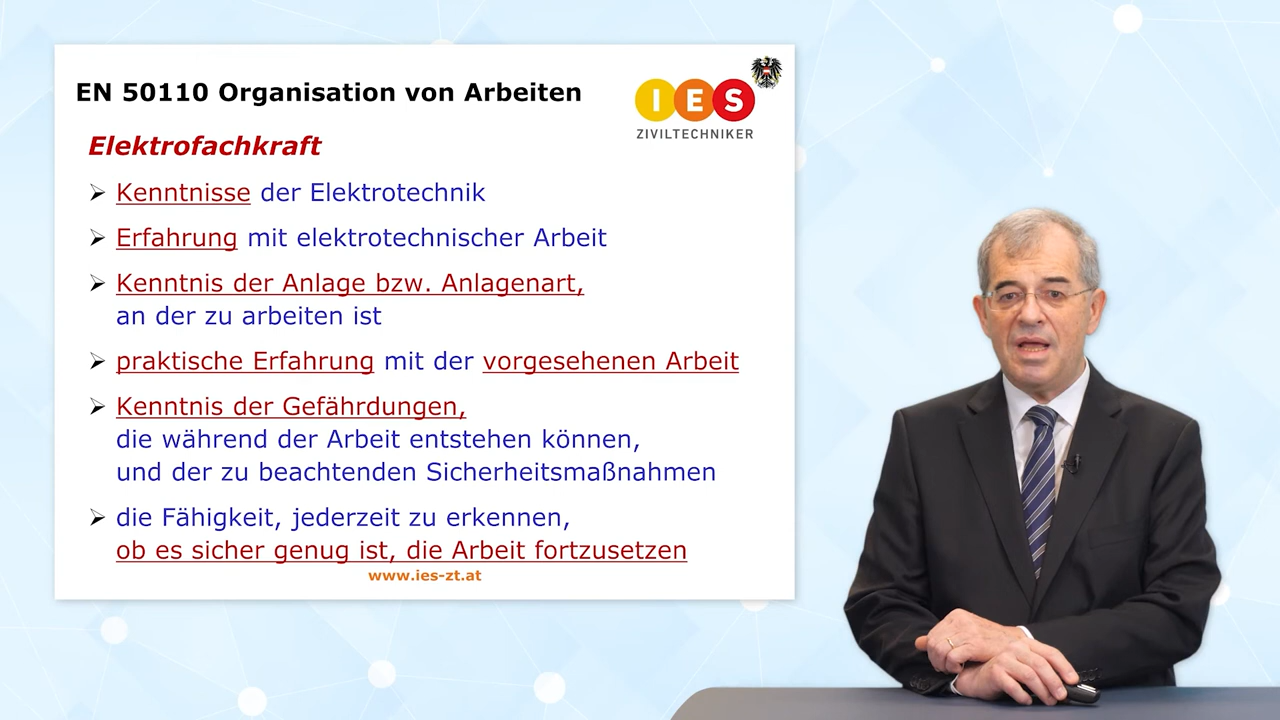 EN 50110 Organisation von Arbeiten
IES
ZIVILTECHNIKER
Elektrofachkraft
Kenntnisse der Elektrotechnik
Erfahrung mit elektrotechnischer Arbeit
Kenntnis der Anlage bzw. Anlagenart,
an der zu arbeiten ist
praktische Erfahrung mit der vorgesehenen Arbeit
Kenntnis der Gefährdungen,
die während der Arbeit entstehen können,
und der zu beachtenden Sicherheitsmaßnahmen
die Fähigkeit, jederzeit zu erkennen,
ob es sicher genug ist, die Arbeit fortzusetzen
www.ies-zt.at